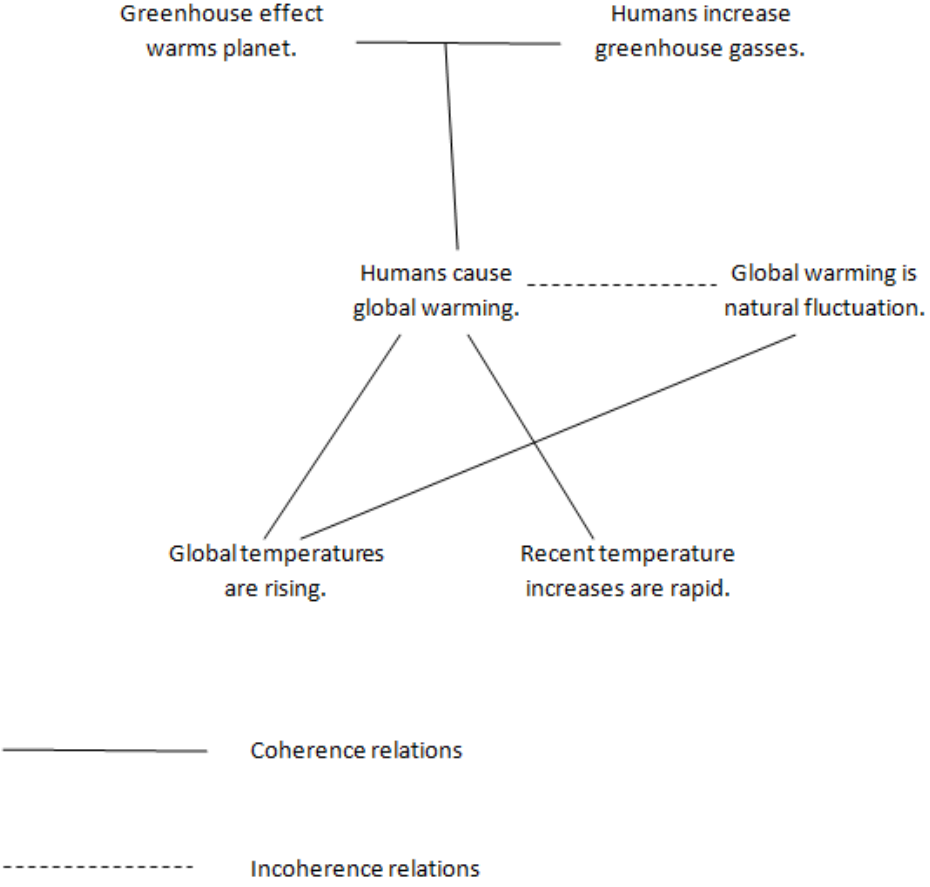 Greenhouse effect
warms planet.
Humans increase
greenhouse gasses.
Humans cause
global warming.
Global warming is
natural fluctuation.
Global temperatures
are rising.
Recent temperature
increases are rapid.
Coherence relations
Incoherence relations